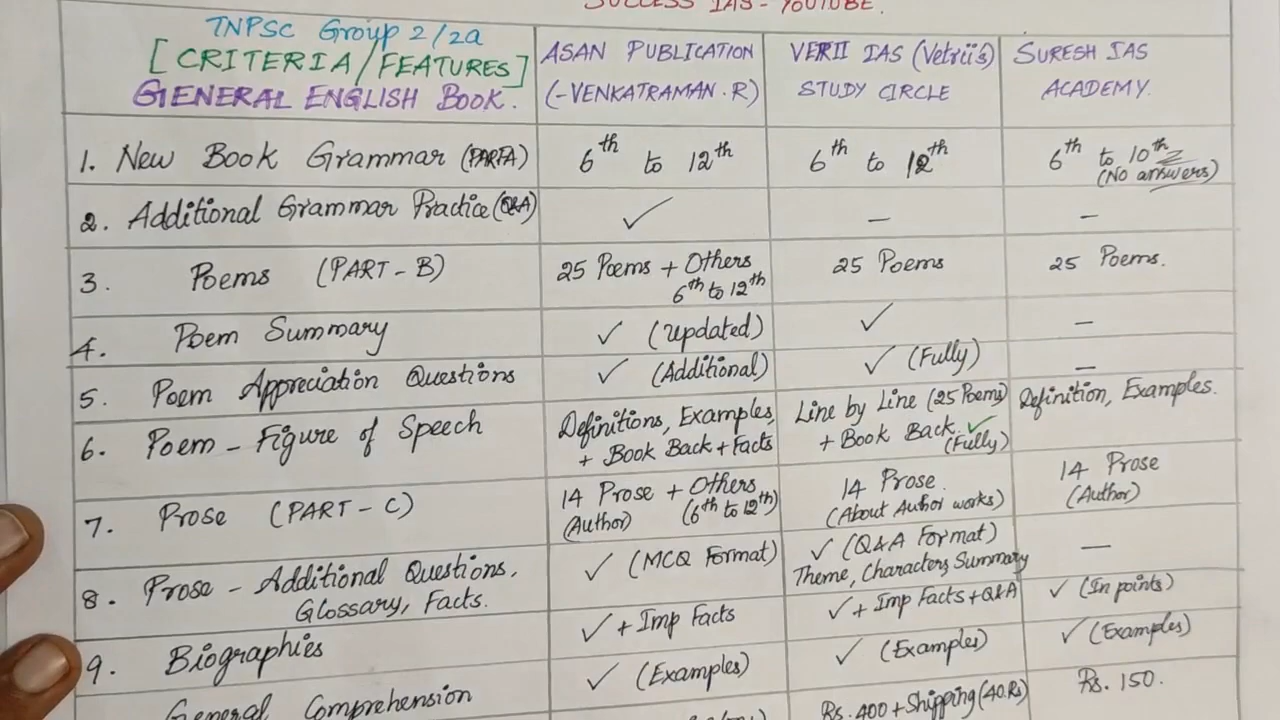 SUCCESS IAS - YOUTUBE.
TNPSC Group 2/2a
[CRITERIA/FEATURES]
GENERAL ENGLISH BOOK.
ASAN PUBLICATION
(-VENKATRAMAN.R)
VERII IAS (Vetrii's)
STUDY CIRCLE
SURESH IAS
ACADEMY.
1. New Book Grammar (PART A)
6th to 12th
6th to 12th
6th to 10th
(No answers)
2. Additional Grammar Practice (Q&A)
✓
—
—
3. Poems (PART-B)
25 Poems + Others
6th to 12th
25 Poems
25 Poems.
4. Poem Summary
✓ (Updated)
✓
—
5. Poem Appreciation Questions
✓ (Additional)
✓ (Fully)
—
6. Poem - Figure of Speech
Definitions, Examples,
+ Book Back + Facts
Line by Line (25 Poems)
+ Book Back. ✓
(Fully)
Definition, Examples.
7. Prose (PART-C)
14 Prose + Others
(Author) (6th to 12th)
14 Prose.
(About Author works)
14 Prose
(Author)
8. Prose - Additional Questions,
Glossary, Facts.
✓ (MCQ Format)
✓ (Q&A Format)
Theme, Characters Summary
—
9. Biographies
✓ + Imp Facts
✓ + Imp Facts + Q&A
✓ (In points)
General Comprehension
✓ (Examples)
✓ (Examples)
✓ (Examples)
Rs. 400 + Shipping (40.Rs)
Rs. 150.